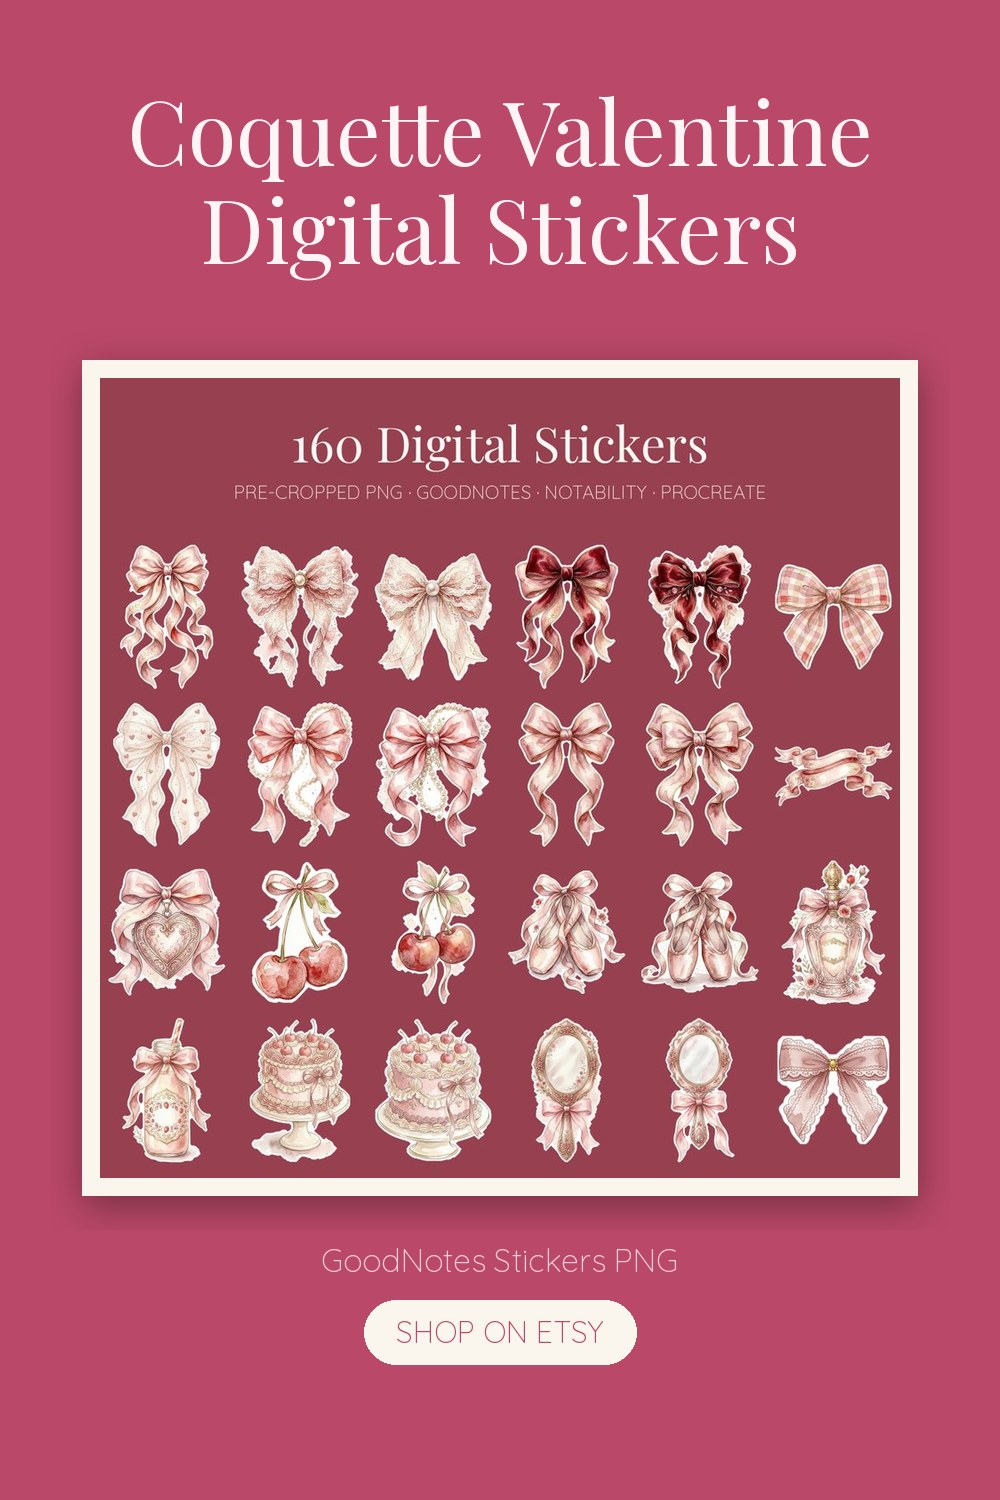 Coquette Valentine
Digital Stickers
160 Digital Stickers
PRE-CROPPED PNG · GOODNOTES · NOTABILITY · PROCREATE
GoodNotes Stickers PNG
SHOP ON ETSY